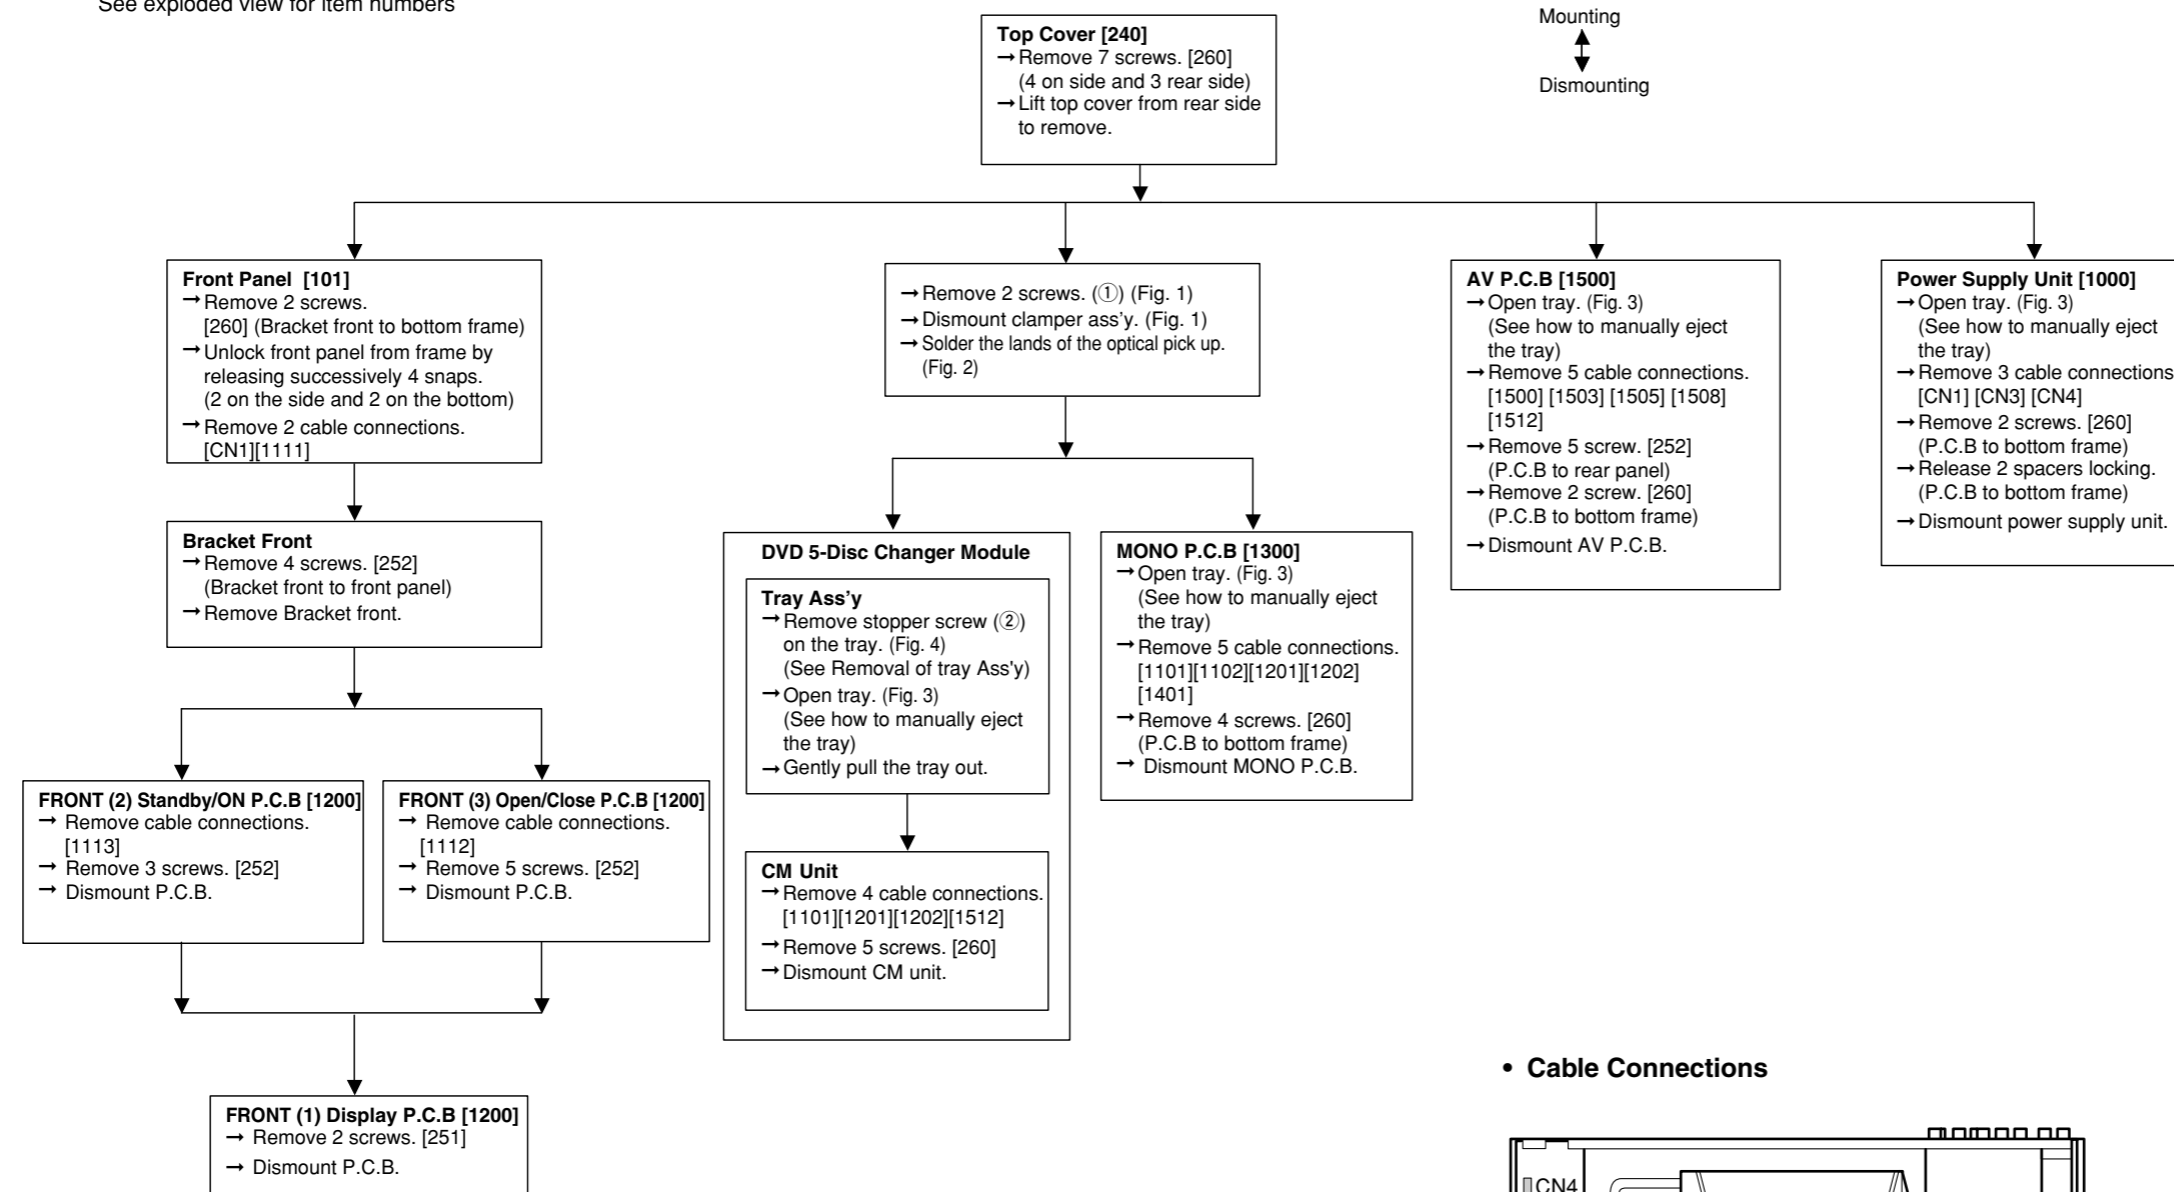 See exploded view for item numbers
Mounting
Dismounting
Top Cover [240]
→ Remove 7 screws. [260]
(4 on side and 3 rear side)
→ Lift top cover from rear side
to remove.
Front Panel [101]
→ Remove 2 screws.
[260] (Bracket front to bottom frame)
→ Unlock front panel from frame by
releasing successively 4 snaps.
(2 on the side and 2 on the bottom)
→ Remove 2 cable connections.
[CN1][1111]
→ Remove 2 screws. (①) (Fig. 1)
→ Dismount clamper ass'y. (Fig. 1)
→ Solder the lands of the optical pick up.
(Fig. 2)
AV P.C.B [1500]
→ Open tray. (Fig. 3)
(See how to manually eject
the tray)
→ Remove 5 cable connections.
[1500] [1503] [1505] [1508]
[1512]
→ Remove 5 screw. [252]
(P.C.B to rear panel)
→ Remove 2 screw. [260]
(P.C.B to bottom frame)
→ Dismount AV P.C.B.
Power Supply Unit [1000]
→ Open tray. (Fig. 3)
(See how to manually eject
the tray)
→ Remove 3 cable connections
[CN1] [CN3] [CN4]
→ Remove 2 screws. [260]
(P.C.B to bottom frame)
→ Release 2 spacers locking.
(P.C.B to bottom frame)
→ Dismount power supply unit.
Bracket Front
→ Remove 4 screws. [252]
(Bracket front to front panel)
→ Remove Bracket front.
DVD 5-Disc Changer Module
Tray Ass'y
→ Remove stopper screw (②)
on the tray. (Fig. 4)
(See Removal of tray Ass'y)
→ Open tray. (Fig. 3)
(See how to manually eject
the tray)
→ Gently pull the tray out.
CM Unit
→ Remove 4 cable connections.
[1101][1201][1202][1512]
→ Remove 5 screws. [260]
→ Dismount CM unit.
MONO P.C.B [1300]
→ Open tray. (Fig. 3)
(See how to manually eject
the tray)
→ Remove 5 cable connections.
[1101][1102][1201][1202]
[1401]
→ Remove 4 screws. [260]
(P.C.B to bottom frame)
→ Dismount MONO P.C.B.
FRONT (2) Standby/ON P.C.B [1200]
→ Remove cable connections.
[1113]
→ Remove 3 screws. [252]
→ Dismount P.C.B.
FRONT (3) Open/Close P.C.B [1200]
→ Remove cable connections.
[1112]
→ Remove 5 screws. [252]
→ Dismount P.C.B.
FRONT (1) Display P.C.B [1200]
→ Remove 2 screws. [251]
→ Dismount P.C.B.
• Cable Connections
CN4